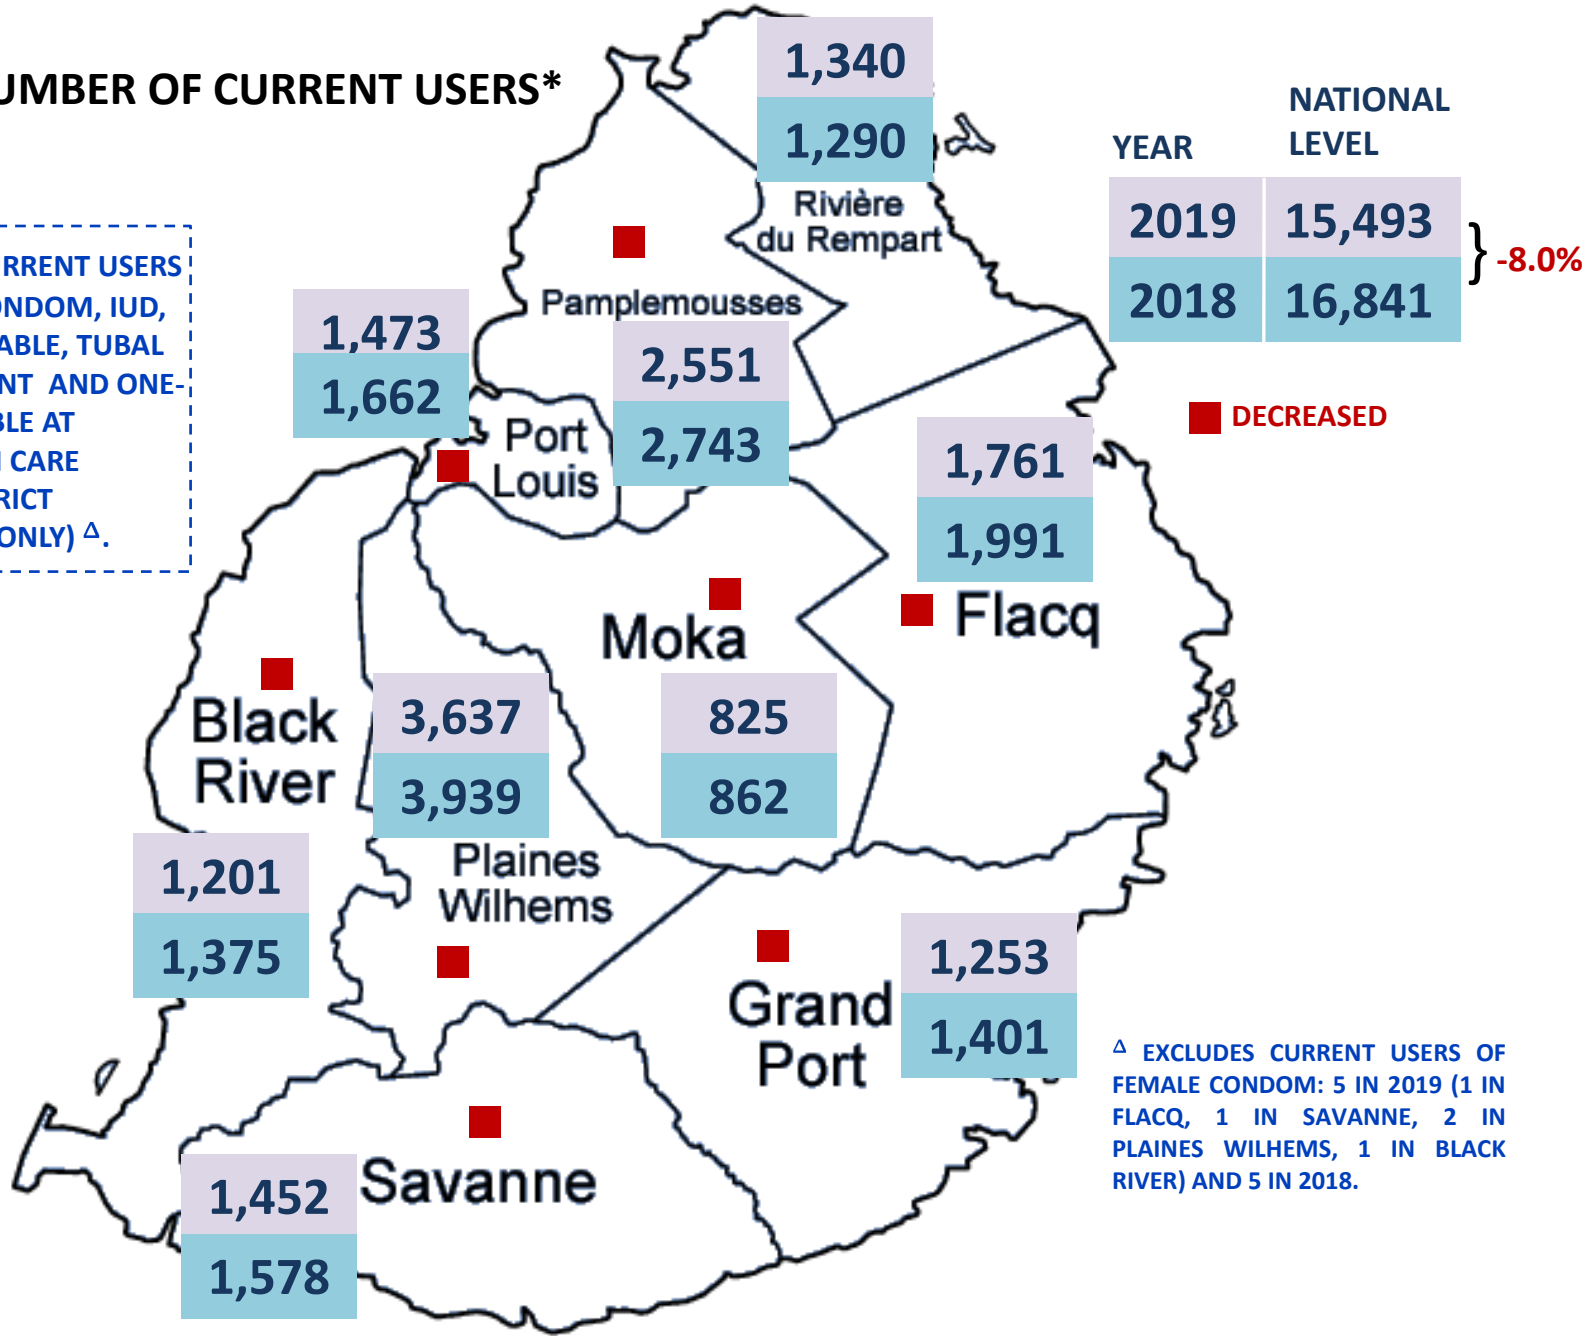 UMBER OF CURRENT USERS*
1,340
1,290
NATIONAL
LEVEL
YEAR
2019 15,493
2018 16,841
} -8.0%
DECREASED
RRENT USERS
ONDOM, IUD,
ABLE, TUBAL
NT AND ONE-
BLE AT
CARE
RICT
ONLY) Δ.
Rivière
du Rempart
Pamplemousses
1,473
1,662
2,551
2,743
Port
Louis
1,761
1,991
Flacq
Moka
825
862
Black
River
3,637
3,939
Plaines
Wilhems
1,201
1,375
1,253
1,401
Grand
Port
Savanne
1,452
1,578
Δ EXCLUDES CURRENT USERS OF
FEMALE CONDOM: 5 IN 2019 (1 IN
FLACQ, 1 IN SAVANNE, 2 IN
PLAINES WILHEMS, 1 IN BLACK
RIVER) AND 5 IN 2018.